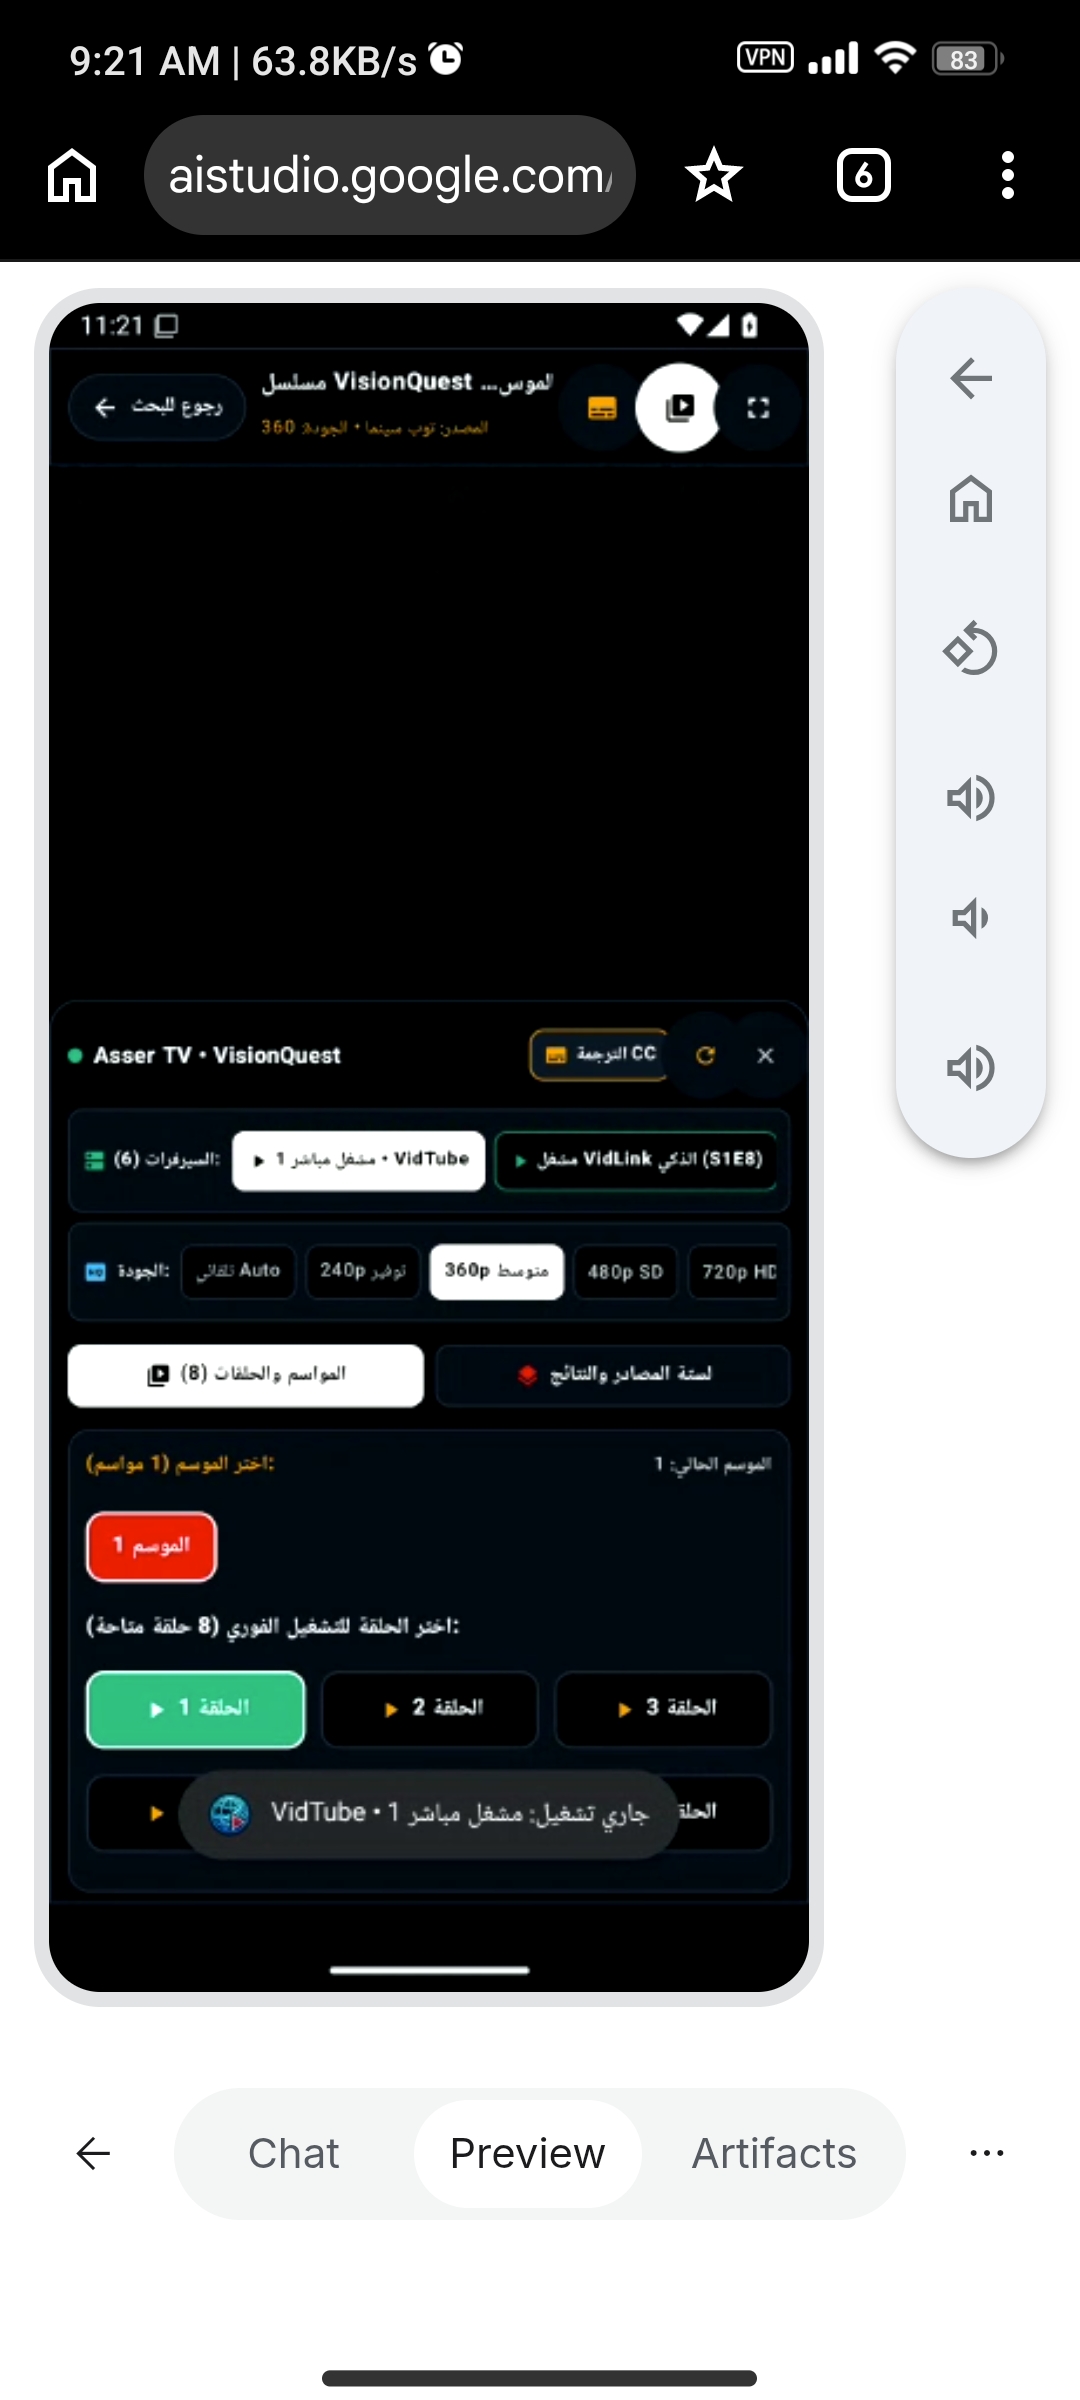 9:21 AM | 63.8KB/s
VPN
83
aistudio.google.com/
6
11:21
رجوع للبحث
مسلسل VisionQuest الموس...
المصدر: توب سينما • الجودة: 360
Asser TV • VisionQuest
CC الترجمة
السيرفرات (6):
VidTube • مشغل مباشر 1
مشغل VidLink الذكي (S1E8)
الجودة:
Auto تلقائي
240p توفير
360p متوسط
480p SD
720p HD
المواسم والحلقات (8)
لستة المصادر والنتائج
اختر الموسم (1 مواسم):
الموسم الحالي: 1
الموسم 1
اختر الحلقة للتشغيل الفوري (8 حلقة متاحة):
الحلقة 1
الحلقة 2
الحلقة 3
جاري تشغيل: مشغل مباشر 1 • VidTube
Chat
Preview
Artifacts